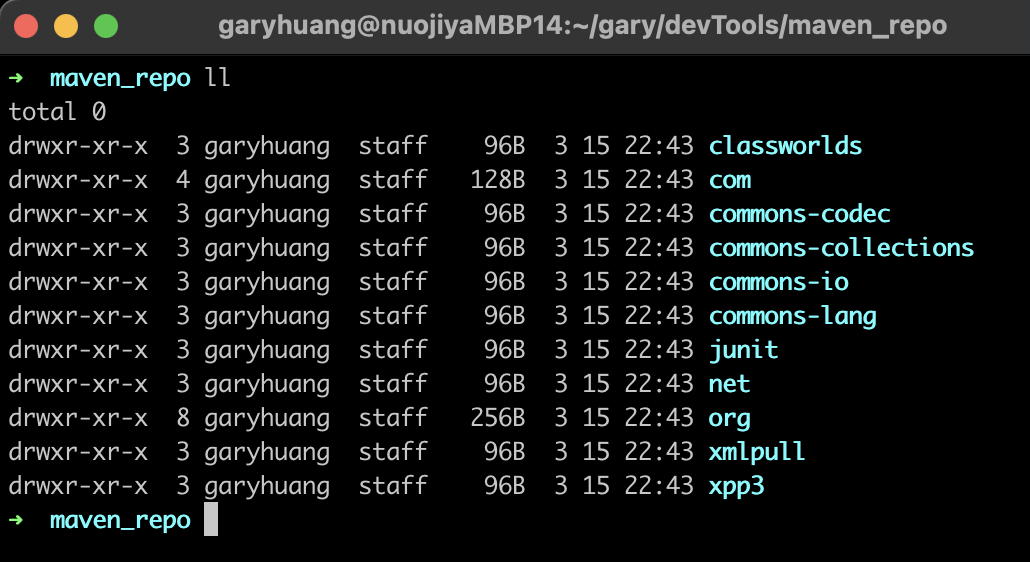 garyhuang@nuojiyaMBP14:~/gary/devTools/maven_repo
➜  maven_repo ll
total 0
drwxr-xr-x  3 garyhuang  staff    96B  3 15 22:43 classworlds
drwxr-xr-x  4 garyhuang  staff   128B  3 15 22:43 com
drwxr-xr-x  3 garyhuang  staff    96B  3 15 22:43 commons-codec
drwxr-xr-x  3 garyhuang  staff    96B  3 15 22:43 commons-collections
drwxr-xr-x  3 garyhuang  staff    96B  3 15 22:43 commons-io
drwxr-xr-x  3 garyhuang  staff    96B  3 15 22:43 commons-lang
drwxr-xr-x  3 garyhuang  staff    96B  3 15 22:43 junit
drwxr-xr-x  3 garyhuang  staff    96B  3 15 22:43 net
drwxr-xr-x  8 garyhuang  staff   256B  3 15 22:43 org
drwxr-xr-x  3 garyhuang  staff    96B  3 15 22:43 xmlpull
drwxr-xr-x  3 garyhuang  staff    96B  3 15 22:43 xpp3
➜  maven_repo